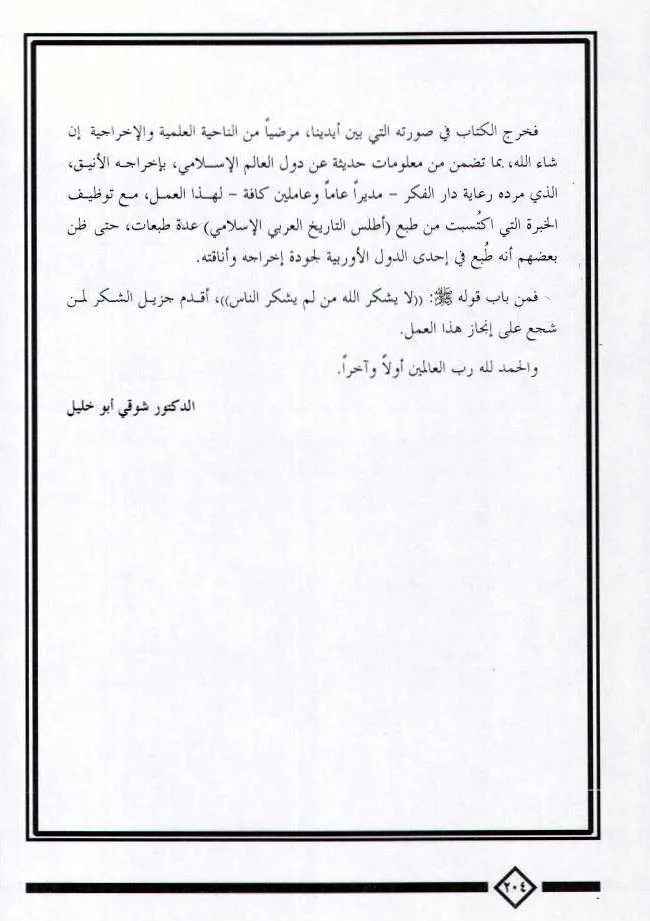 فخرج الكتاب في صورته التي بين أيدينا، مرضياً من الناحية العلمية والإخراجية إن
شاء الله، بما تضمن من معلومات حديثة عن دول العالم الإسلامي، بإخراجه الأنيق،
الذي مرده رعاية دار الفكر - مديراً عاماً وعاملين كافة - لهذا العمل، مع توظيف
الخبرة التي اكتُسبت من طبع (أطلس التاريخ العربي الإسلامي) عدة طبعات، حتى ظن
بعضهم أنه طُبع في إحدى الدول الأوربية لجودة إخراجه وأناقته.
فمن باب قوله ﷺ: ((لا يشكر الله من لم يشكر الناس))، أقدم جزيل الشكر لمن
شجع على إنجاز هذا العمل.
والحمد لله رب العالمين أولاً وآخراً.
الدكتور شوقي أبو خليل
٢٠٤